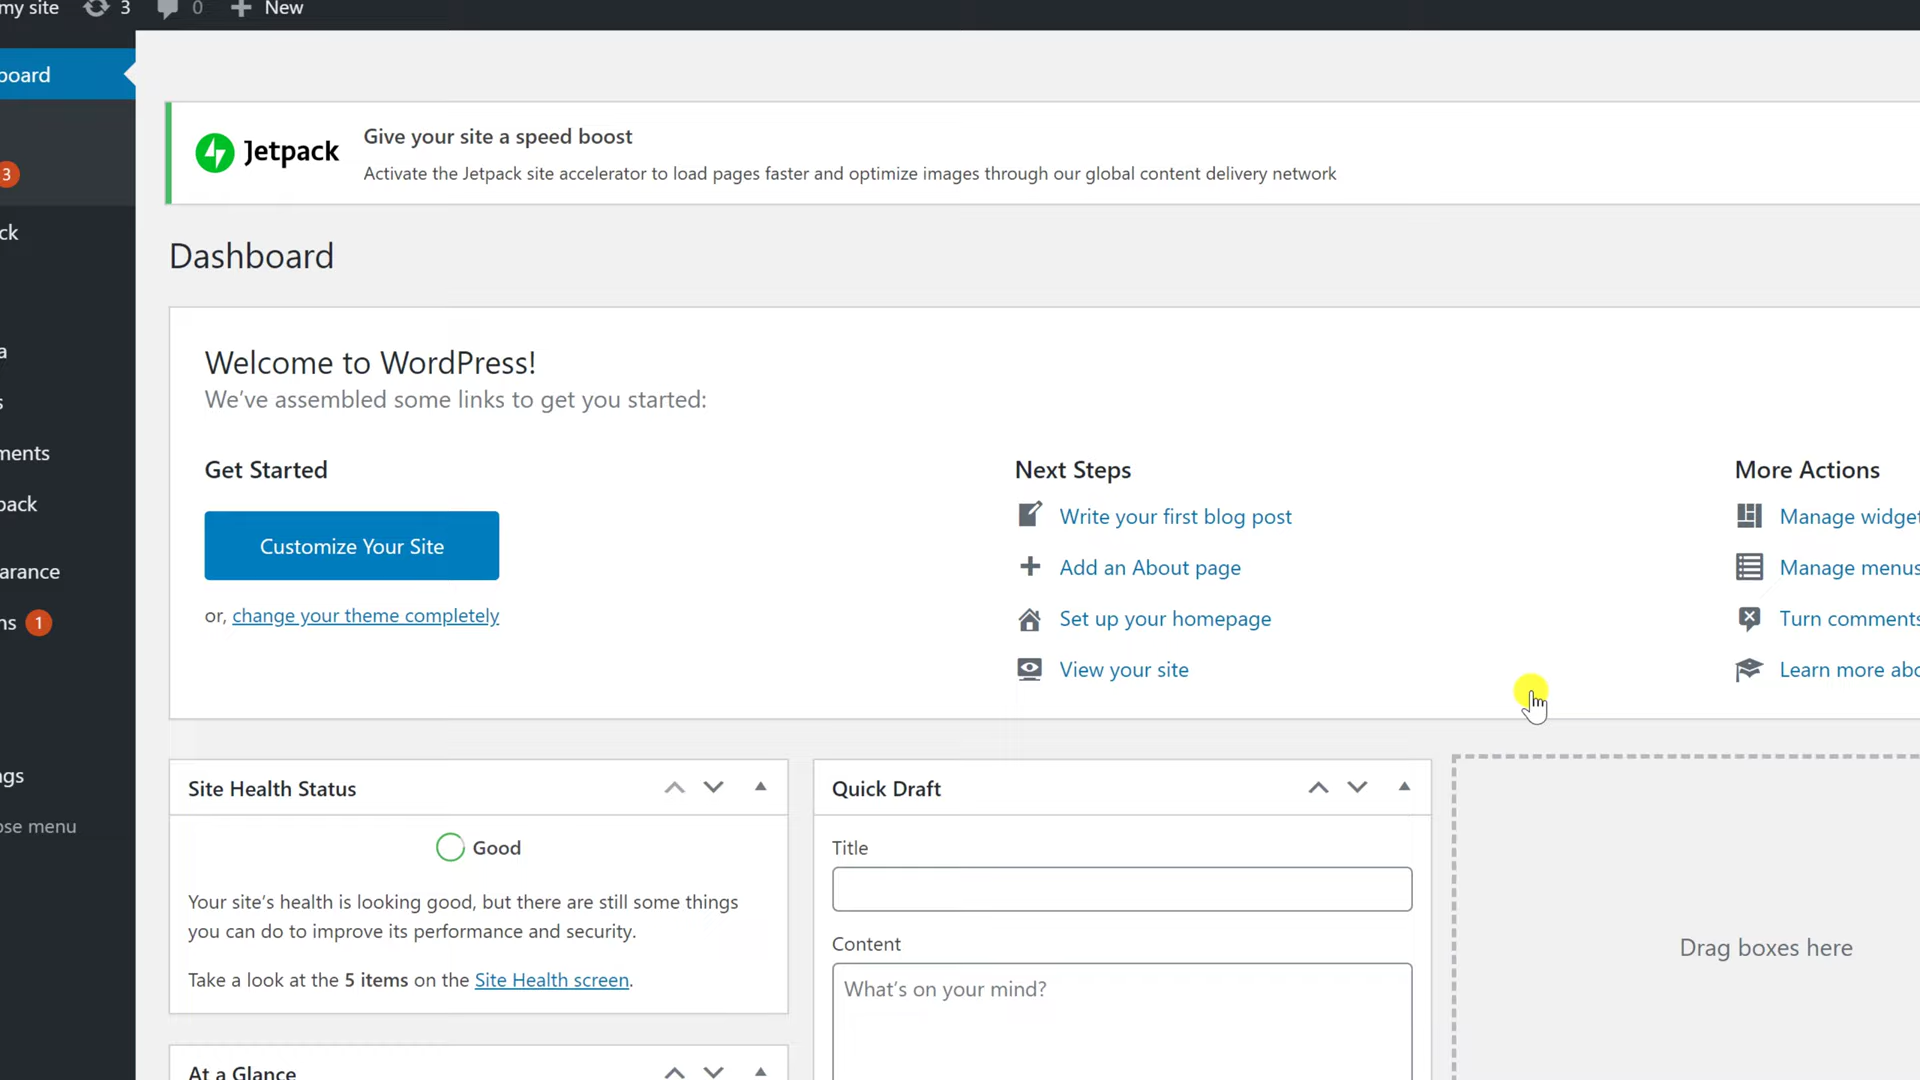 my site 3 0 + New
board
3
ck
a
s
ments
pack
arance
ns 1
ngs
ose menu
Jetpack
Give your site a speed boost
Activate the Jetpack site accelerator to load pages faster and optimize images through our global content delivery network
Dashboard
Welcome to WordPress!
We've assembled some links to get you started:
Get Started
Customize Your Site
or, change your theme completely
Next Steps
Write your first blog post
Add an About page
Set up your homepage
View your site
More Actions
Manage widget
Manage menus
Turn comments
Learn more abo
Site Health Status
Good
Your site's health is looking good, but there are still some things
you can do to improve its performance and security.
Take a look at the 5 items on the Site Health screen.
At a Glance
Quick Draft
Title
Content
What's on your mind?
Drag boxes here